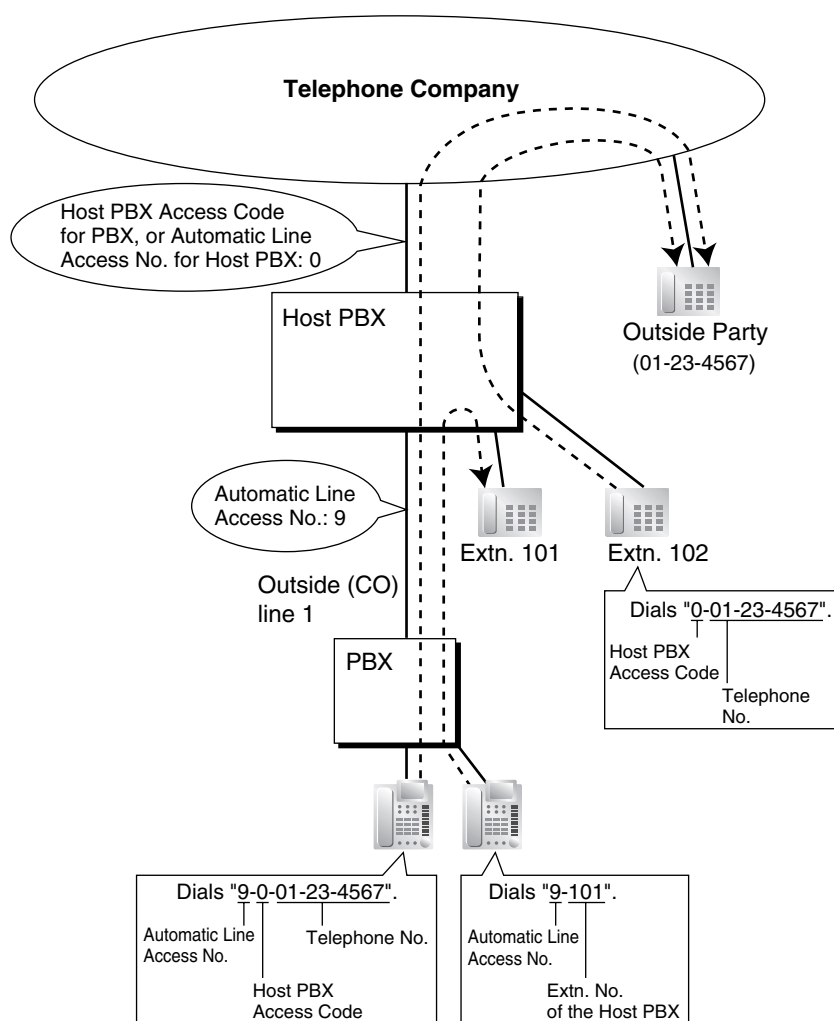 Telephone Company
Host PBX Access Code
for PBX, or Automatic Line
Access No. for Host PBX: 0
Host PBX
Outside Party
(01-23-4567)
Automatic Line
Access No.: 9
Extn. 101
Extn. 102
Outside (CO)
line 1
Dials "0-01-23-4567".
Host PBX
Access Code
Telephone
No.
PBX
Dials "9-0-01-23-4567".
Automatic Line
Access No.
Telephone No.
Host PBX
Access Code
Dials "9-101".
Automatic Line
Access No.
Extn. No.
of the Host PBX